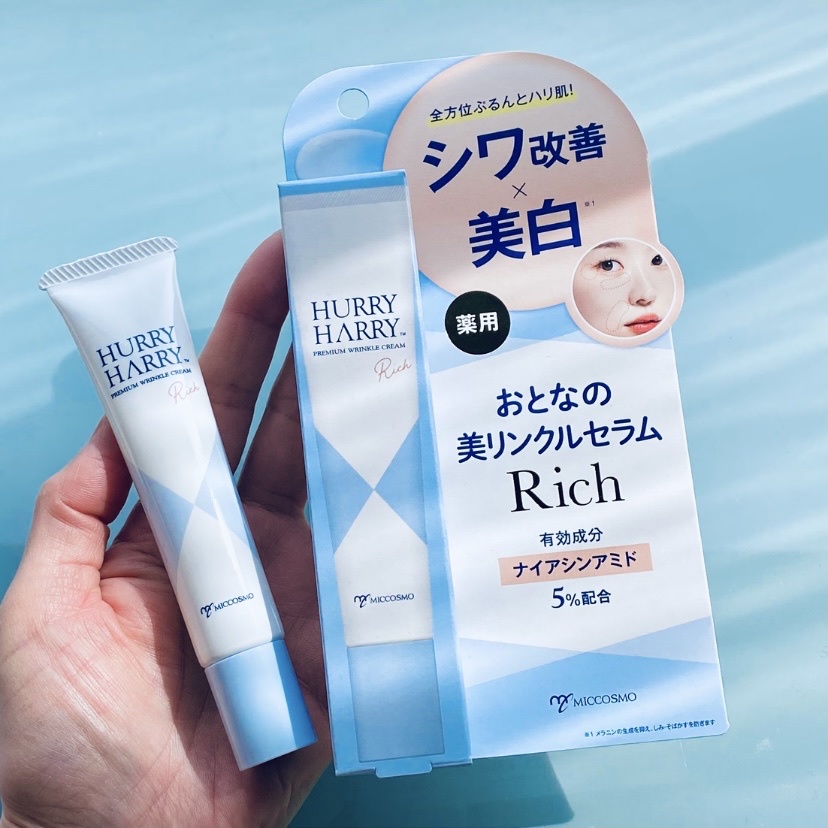 HURRY
HARRY™
PREMIUM WRINKLE CREAM
Rich
MICCOSMO
HURRY
HARRY™
PREMIUM WRINKLE CREAM
Rich
MICCOSMO
全方位ぷるんとハリ肌!
シワ改善
×
美白※1
薬用
おとなの
美リンクルセラム
Rich
有効成分
ナイアシンアミド
5%配合
MICCOSMO
※1 メラニンの生成を抑え、しみ・そばかすを防ぎます